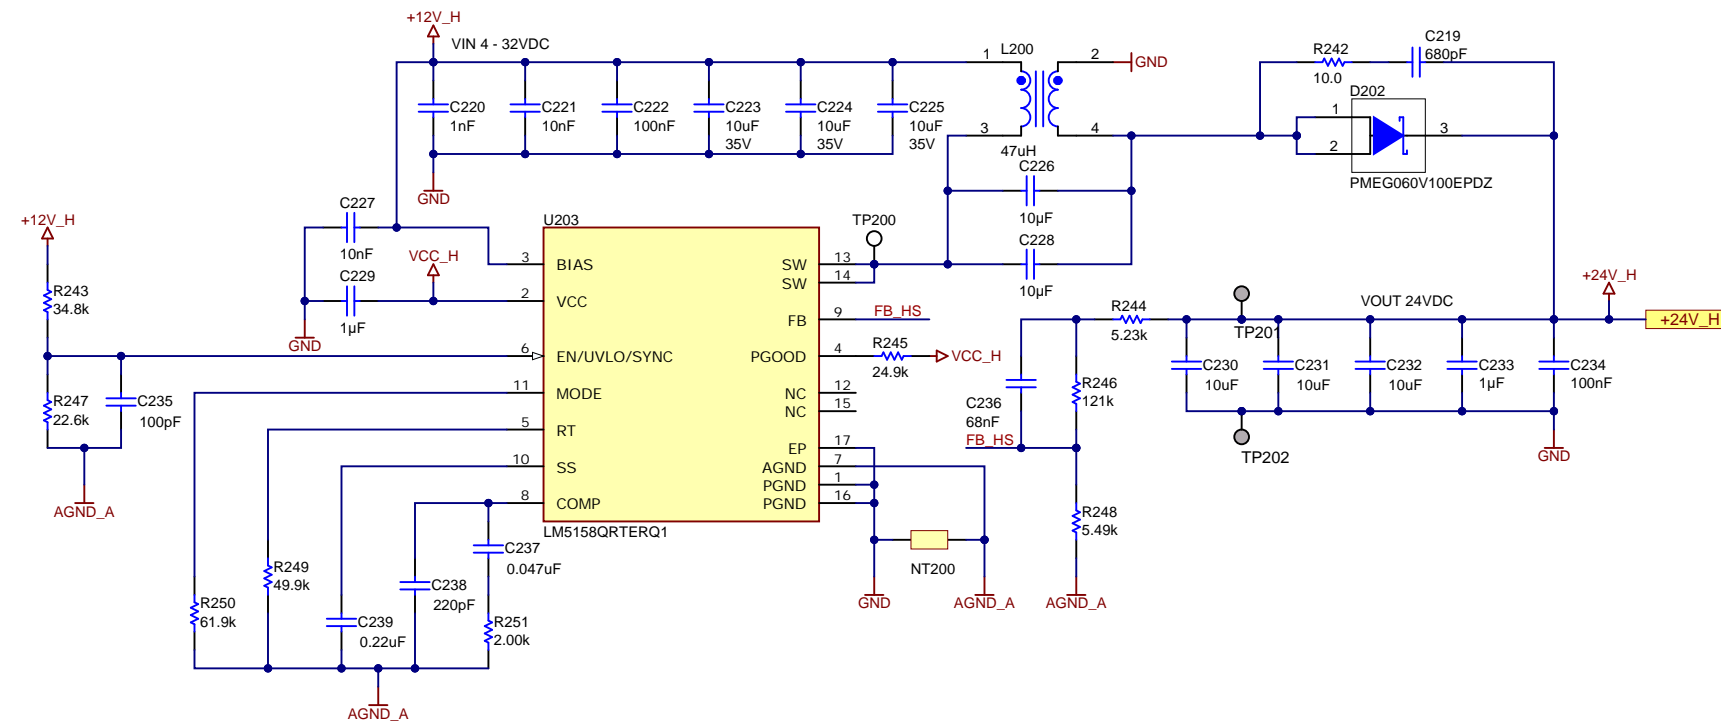 +12V_H
VIN 4 - 32VDC
C220
1nF
C221
10nF
C222
100nF
C223
10uF
35V
C224
10uF
35V
C225
10uF
35V
GND
1
L200
2
GND
3
4
47uH
C226
10µF
C228
10µF
R242
10.0
C219
680pF
D202
1
2
3
PMEG060V100EPDZ
+12V_H
R243
34.8k
R247
22.6k
C235
100pF
AGND_A
C227
10nF
C229
1µF
GND
VCC_H
U203
3
BIAS
2
VCC
6
EN/UVLO/SYNC
11
MODE
5
RT
10
SS
8
COMP
SW
13
SW
14
FB
9
PGOOD
4
NC
12
NC
15
EP
17
AGND
7
PGND
1
PGND
16
LM5158QRTERQ1
TP200
FB_HS
R245
24.9k
VCC_H
NT200
GND
AGND_A
R250
61.9k
R249
49.9k
C239
0.22uF
C238
220pF
C237
0.047uF
R251
2.00k
AGND_A
C236
68nF
FB_HS
R244
5.23k
R246
121k
R248
5.49k
AGND_A
TP201
VOUT 24VDC
+24V_H
+24V_H
C230
10uF
C231
10uF
C232
10uF
C233
1µF
C234
100nF
TP202
GND